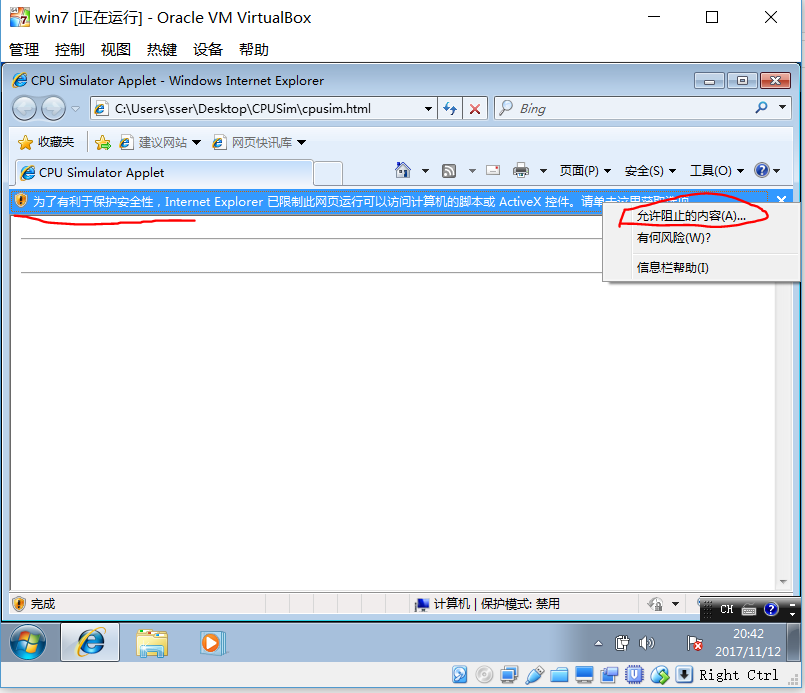 win7 [正在运行] - Oracle VM VirtualBox
管理 控制 视图 热键 设备 帮助
CPU Simulator Applet - Windows Internet Explorer
C:\Users\sser\Desktop\CPUSim\cpusim.html
Bing
收藏夹 建议网站 网页快讯库
CPU Simulator Applet
页面(P) 安全(S) 工具(O)
为了有利于保护安全性，Internet Explorer 已限制此网页运行可以访问计算机的脚本或 ActiveX 控件。请单击这里获取选项
允许阻止的内容(A)...
有何风险(W)?
信息栏帮助(I)
完成
计算机 | 保护模式: 禁用
CH
20:42
2017/11/12
Right Ctrl